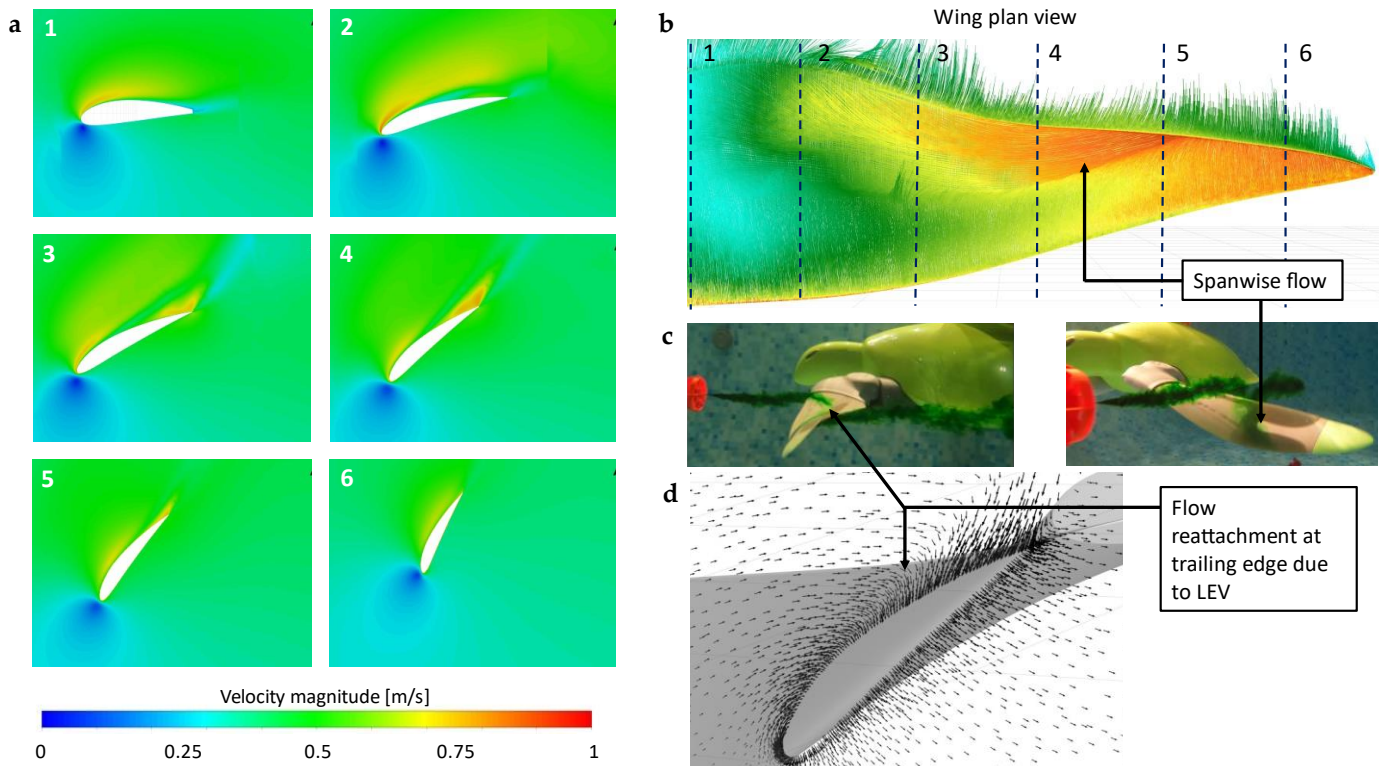 a
1
2
3
4
5
6
Velocity magnitude [m/s]
0 0.25 0.5 0.75 1
b
Wing plan view
1 2 3 4 5 6
Spanwise flow
c
d
Flow
reattachment at
trailing edge due
to LEV